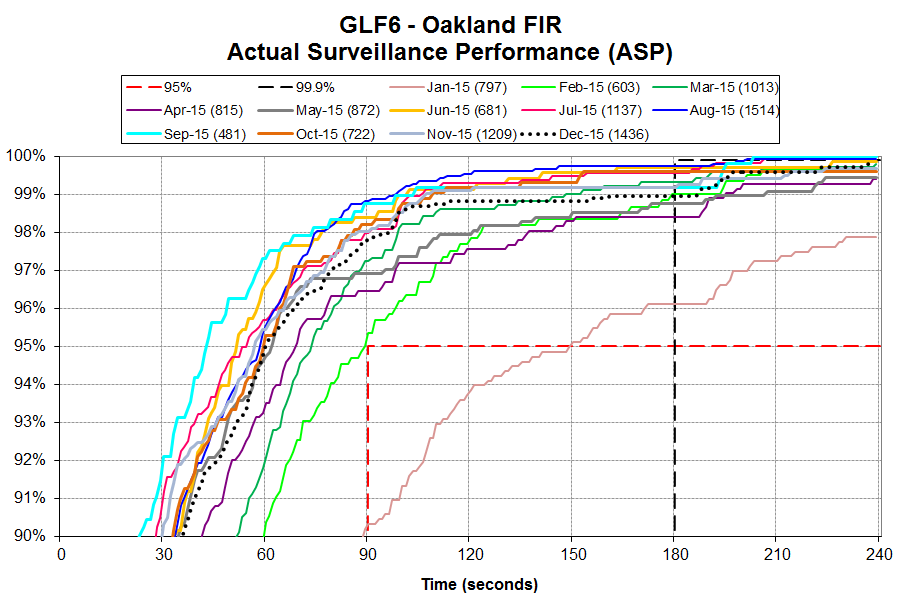 GLF6 - Oakland FIR
Actual Surveillance Performance (ASP)
95% 99.9% Jan-15 (797) Feb-15 (603) Mar-15 (1013)
Apr-15 (815) May-15 (872) Jun-15 (681) Jul-15 (1137) Aug-15 (1514)
Sep-15 (481) Oct-15 (722) Nov-15 (1209) Dec-15 (1436)
100%
99%
98%
97%
96%
95%
94%
93%
92%
91%
90%
0 30 60 90 120 150 180 210 240
Time (seconds)